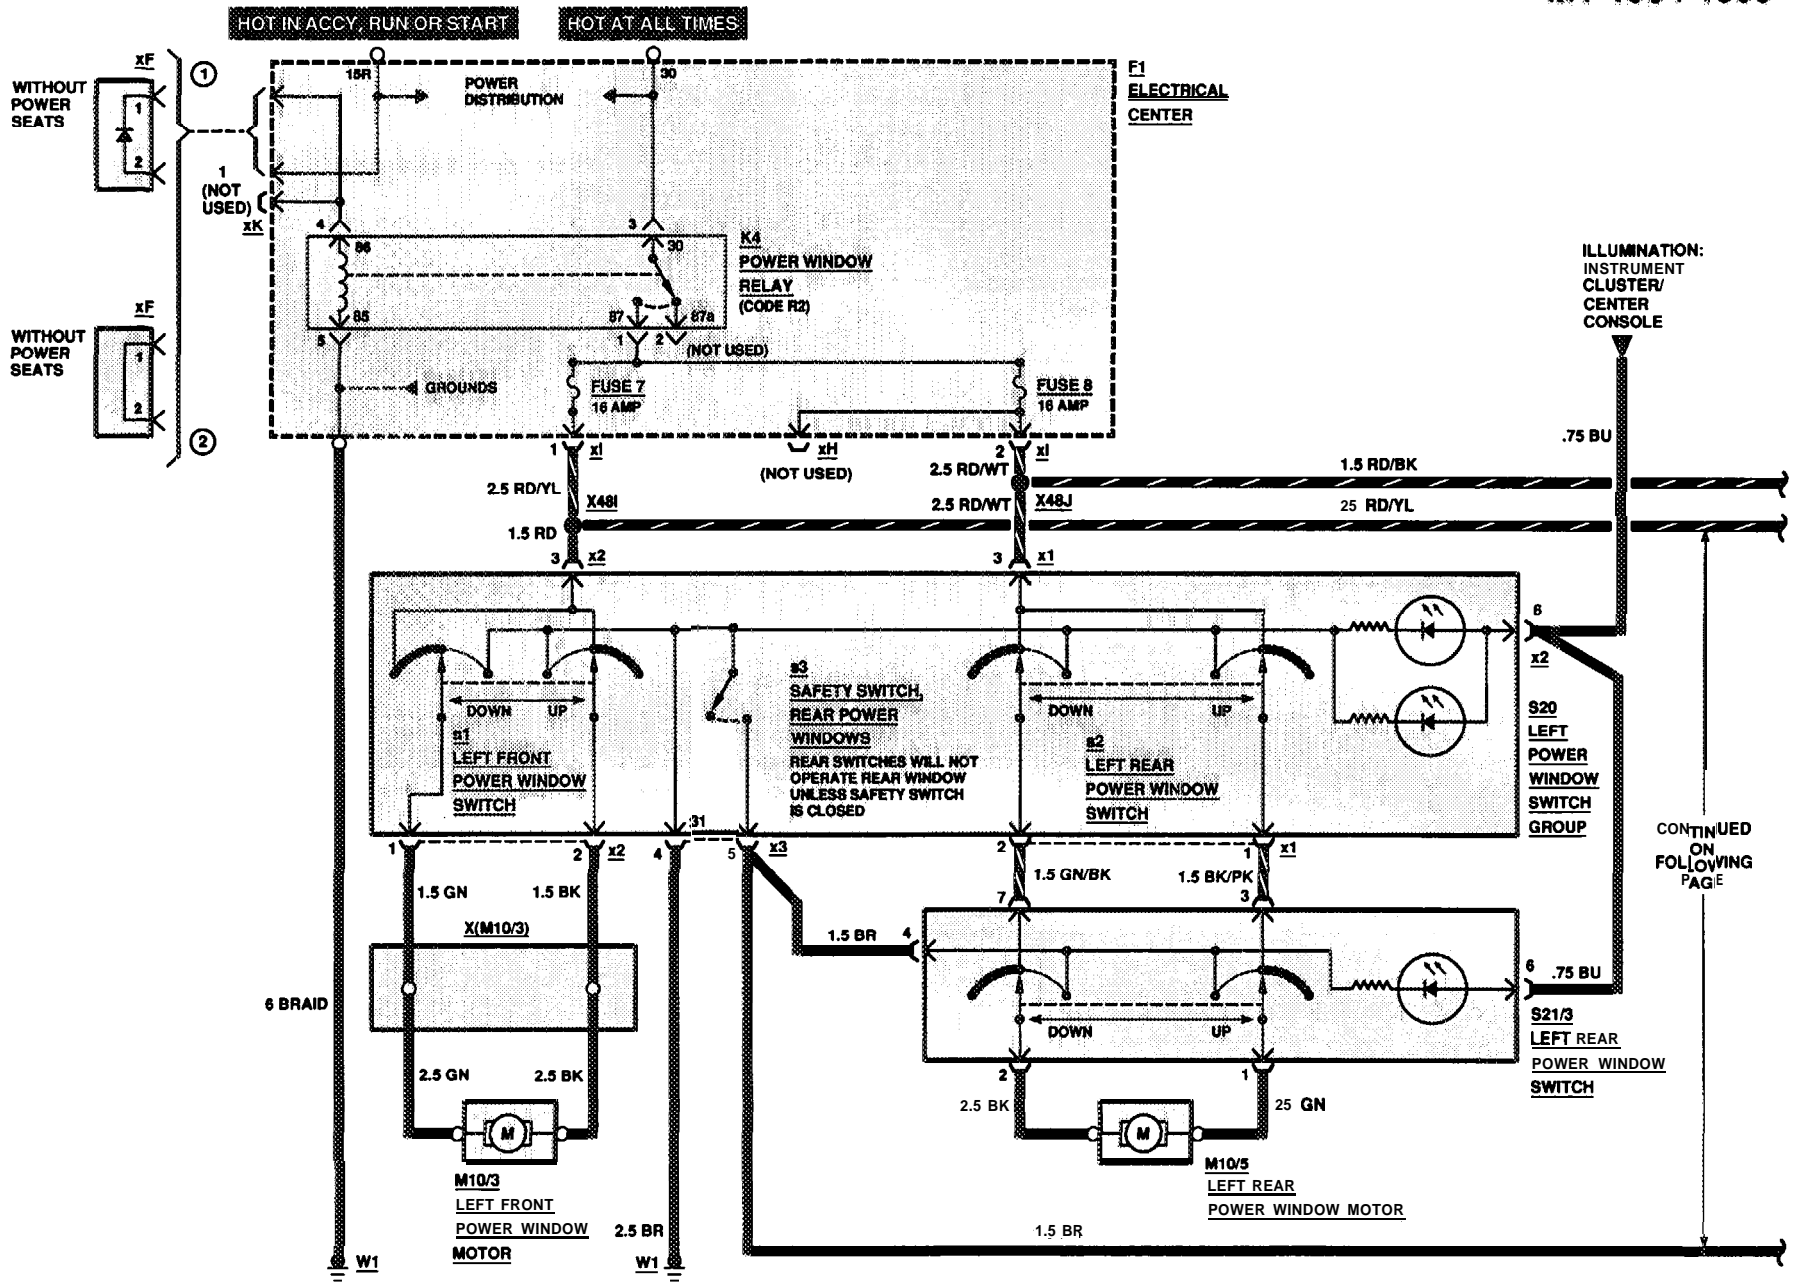 HOT IN ACCY, RUN OR START
HOT AT ALL TIMES
xF
1
WITHOUT
POWER
SEATS
1
2
15R
POWER
DISTRIBUTION
30
F1
ELECTRICAL
CENTER
1
(NOT
USED)
xK
4
3
86
30
K4
POWER WINDOW
RELAY
(CODE R2)
85
87
87a
5
1
2
(NOT USED)
xF
WITHOUT
POWER
SEATS
1
2
2
GROUNDS
FUSE 7
16 AMP
FUSE 8
16 AMP
ILLUMINATION:
INSTRUMENT
CLUSTER/
CENTER
CONSOLE
.75 BU
1
xI
xH
(NOT USED)
2
xI
2.5 RD/WT
1.5 RD/BK
2.5 RD/YL
X48I
2.5 RD/WT
X48J
25 RD/YL
1.5 RD
3
x2
3
x1
6
x2
DOWN
UP
s1
LEFT FRONT
POWER WINDOW
SWITCH
s3
SAFETY SWITCH,
REAR POWER
WINDOWS
REAR SWITCHES WILL NOT
OPERATE REAR WINDOW
UNLESS SAFETY SWITCH
IS CLOSED
DOWN
UP
s2
LEFT REAR
POWER WINDOW
SWITCH
S20
LEFT
POWER
WINDOW
SWITCH
GROUP
CONTINUED
ON
FOLLOWING
PAGE
31
1
2
x2
4
5
x3
2
1
x1
1.5 GN
1.5 BK
1.5 GN/BK
1.5 BK/PK
7
3
X(M10/3)
1.5 BR
4
6
.75 BU
6 BRAID
DOWN
UP
S21/3
LEFT REAR
POWER WINDOW
SWITCH
2.5 GN
2.5 BK
2
1
2.5 BK
25 GN
M
M
M10/3
LEFT FRONT
POWER WINDOW
MOTOR
M10/5
LEFT REAR
POWER WINDOW MOTOR
2.5 BR
1.5 BR
W1
W1